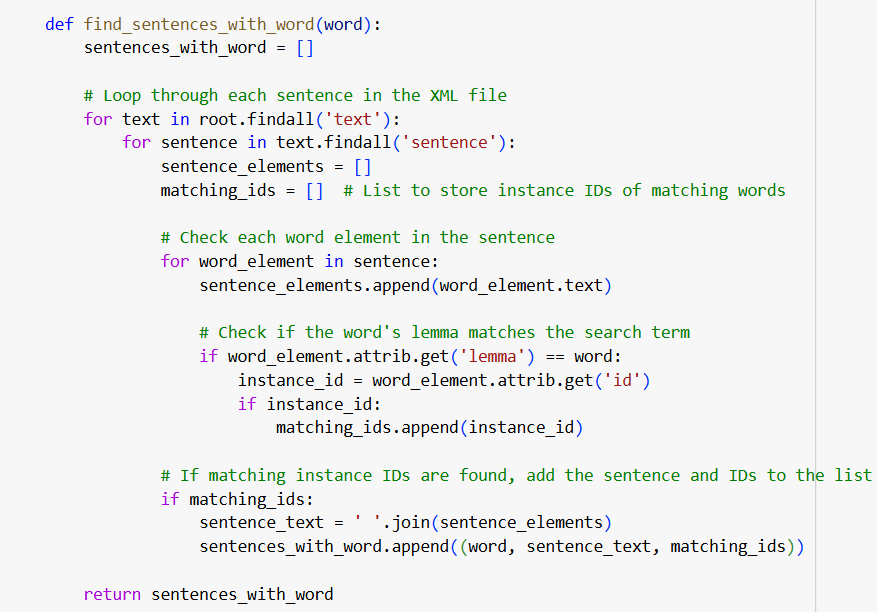 def find_sentences_with_word(word):
    sentences_with_word = []

    # Loop through each sentence in the XML file
    for text in root.findall('text'):
        for sentence in text.findall('sentence'):
            sentence_elements = []
            matching_ids = []  # List to store instance IDs of matching words

            # Check each word element in the sentence
            for word_element in sentence:
                sentence_elements.append(word_element.text)

                # Check if the word's lemma matches the search term
                if word_element.attrib.get('lemma') == word:
                    instance_id = word_element.attrib.get('id')
                    if instance_id:
                        matching_ids.append(instance_id)

            # If matching instance IDs are found, add the sentence and IDs to the list
            if matching_ids:
                sentence_text = ' '.join(sentence_elements)
                sentences_with_word.append((word, sentence_text, matching_ids))

    return sentences_with_word